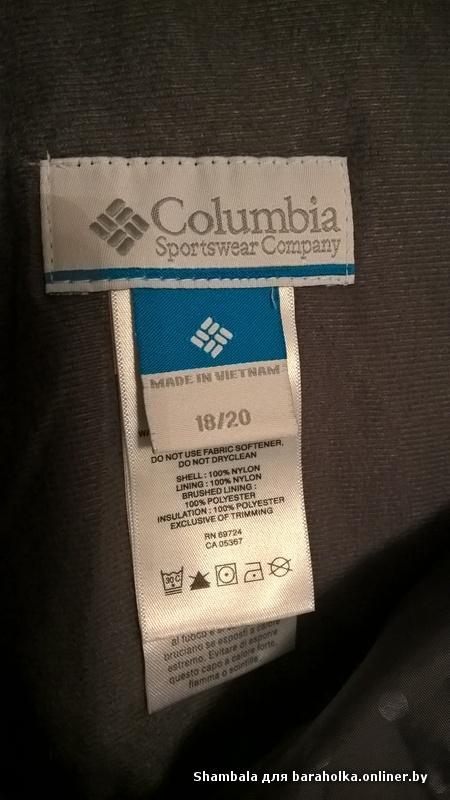 Columbia
Sportswear Company
MADE IN VIETNAM
18/20
DO NOT USE FABRIC SOFTENER,
DO NOT DRYCLEAN
SHELL : 100% NYLON
LINING : 100% NYLON
BRUSHED LINING :
100% POLYESTER
INSULATION : 100% POLYESTER
EXCLUSIVE OF TRIMMING
RN 69724
CA 05367
30 C
al fuoco e
bruciano se esposti a calore
estremo. Evitare di esporre
questo capo a calore forte,
fiamma o scintille
Shambala для baraholka.onliner.by